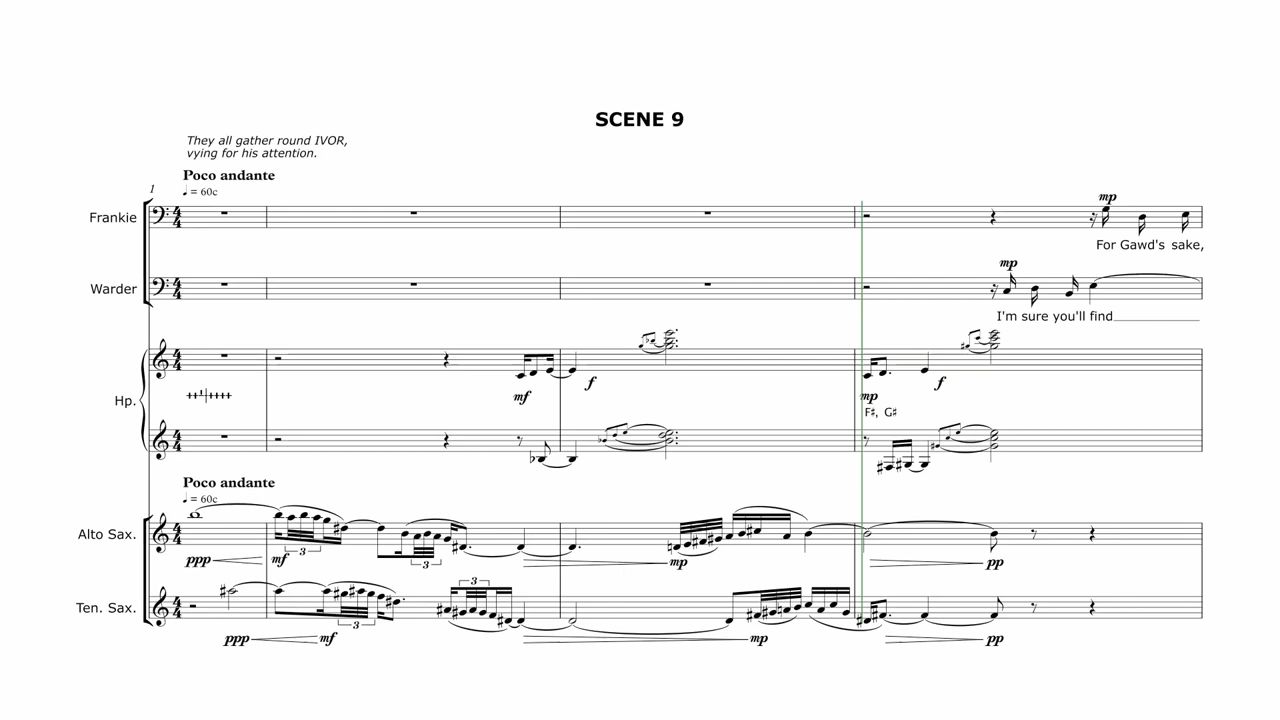 SCENE 9
They all gather round IVOR,
vying for his attention.
Poco andante
1
♩ = 60c
Frankie
mp
For Gawd's sake,
Warder
mp
I'm sure you'll find
Hp.
mf
f
mp
f
F♯, G♯
Poco andante
♩ = 60c
Alto Sax.
3
3
ppp
mf
mp
pp
Ten. Sax.
3
3
ppp
mf
mp
pp